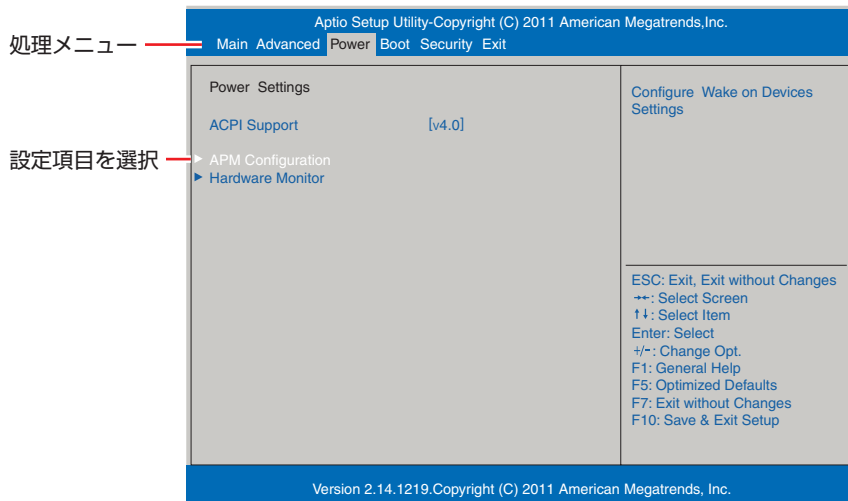 Aptio Setup Utility-Copyright (C) 2011 American Megatrends,Inc.
処理メニュー
Main Advanced Power Boot Security Exit
Power Settings
ACPI Support [v4.0]
設定項目を選択
▶ APM Configuration
▶ Hardware Monitor
Configure Wake on Devices
Settings
ESC: Exit, Exit without Changes
→←: Select Screen
↑↓: Select Item
Enter: Select
+/-: Change Opt.
F1: General Help
F5: Optimized Defaults
F7: Exit without Changes
F10: Save & Exit Setup
Version 2.14.1219.Copyright (C) 2011 American Megatrends, Inc.